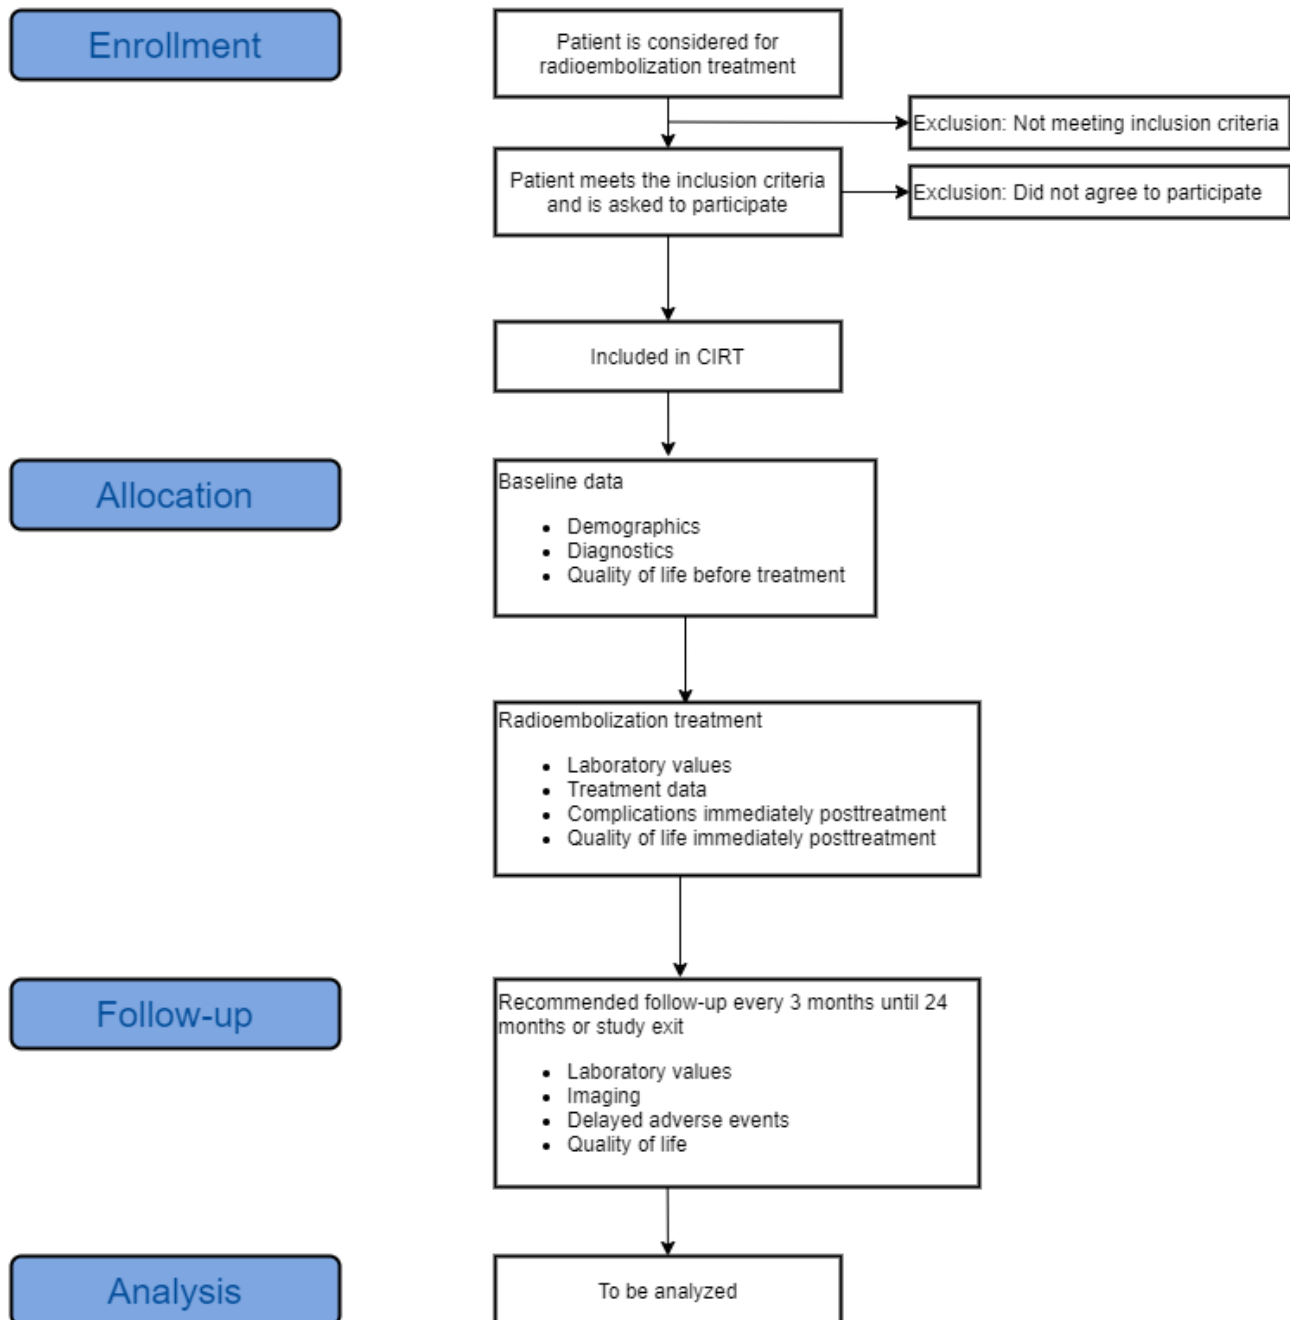 Enrollment
Patient is considered for
radioembolization treatment
Exclusion: Not meeting inclusion criteria
Patient meets the inclusion criteria
and is asked to participate
Exclusion: Did not agree to participate
Included in CIRT
Allocation
Baseline data
• Demographics
• Diagnostics
• Quality of life before treatment
Radioembolization treatment
• Laboratory values
• Treatment data
• Complications immediately posttreatment
• Quality of life immediately posttreatment
Follow-up
Recommended follow-up every 3 months until 24
months or study exit
• Laboratory values
• Imaging
• Delayed adverse events
• Quality of life
Analysis
To be analyzed